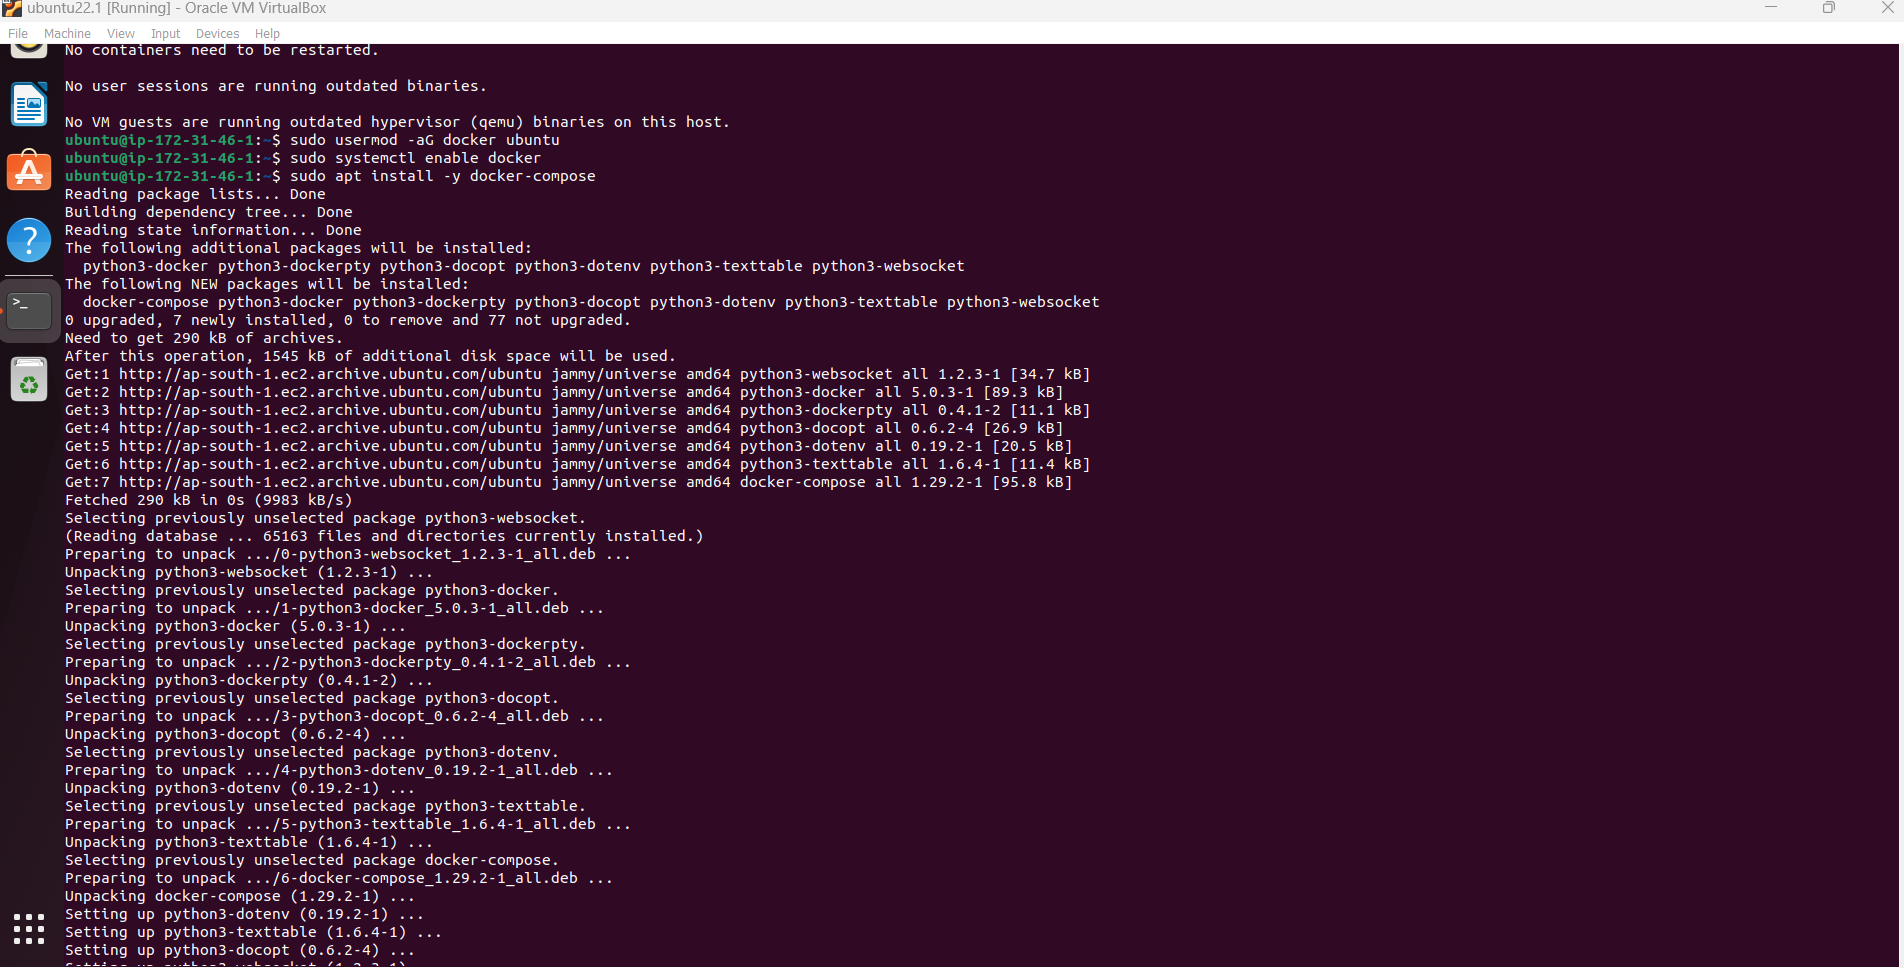 ubuntu22.1 [Running] - Oracle VM VirtualBox
File Machine View Input Devices Help
No containers need to be restarted.
No user sessions are running outdated binaries.
No VM guests are running outdated hypervisor (qemu) binaries on this host.
ubuntu@ip-172-31-46-1:~$ sudo usermod -aG docker ubuntu
ubuntu@ip-172-31-46-1:~$ sudo systemctl enable docker
ubuntu@ip-172-31-46-1:~$ sudo apt install -y docker-compose
Reading package lists... Done
Building dependency tree... Done
Reading state information... Done
The following additional packages will be installed:
  python3-docker python3-dockerpty python3-docopt python3-dotenv python3-texttable python3-websocket
The following NEW packages will be installed:
  docker-compose python3-docker python3-dockerpty python3-docopt python3-dotenv python3-texttable python3-websocket
0 upgraded, 7 newly installed, 0 to remove and 77 not upgraded.
Need to get 290 kB of archives.
After this operation, 1545 kB of additional disk space will be used.
Get:1 http://ap-south-1.ec2.archive.ubuntu.com/ubuntu jammy/universe amd64 python3-websocket all 1.2.3-1 [34.7 kB]
Get:2 http://ap-south-1.ec2.archive.ubuntu.com/ubuntu jammy/universe amd64 python3-docker all 5.0.3-1 [89.3 kB]
Get:3 http://ap-south-1.ec2.archive.ubuntu.com/ubuntu jammy/universe amd64 python3-dockerpty all 0.4.1-2 [11.1 kB]
Get:4 http://ap-south-1.ec2.archive.ubuntu.com/ubuntu jammy/universe amd64 python3-docopt all 0.6.2-4 [26.9 kB]
Get:5 http://ap-south-1.ec2.archive.ubuntu.com/ubuntu jammy/universe amd64 python3-dotenv all 0.19.2-1 [20.5 kB]
Get:6 http://ap-south-1.ec2.archive.ubuntu.com/ubuntu jammy/universe amd64 python3-texttable all 1.6.4-1 [11.4 kB]
Get:7 http://ap-south-1.ec2.archive.ubuntu.com/ubuntu jammy/universe amd64 docker-compose all 1.29.2-1 [95.8 kB]
Fetched 290 kB in 0s (9983 kB/s)
Selecting previously unselected package python3-websocket.
(Reading database ... 65163 files and directories currently installed.)
Preparing to unpack .../0-python3-websocket_1.2.3-1_all.deb ...
Unpacking python3-websocket (1.2.3-1) ...
Selecting previously unselected package python3-docker.
Preparing to unpack .../1-python3-docker_5.0.3-1_all.deb ...
Unpacking python3-docker (5.0.3-1) ...
Selecting previously unselected package python3-dockerpty.
Preparing to unpack .../2-python3-dockerpty_0.4.1-2_all.deb ...
Unpacking python3-dockerpty (0.4.1-2) ...
Selecting previously unselected package python3-docopt.
Preparing to unpack .../3-python3-docopt_0.6.2-4_all.deb ...
Unpacking python3-docopt (0.6.2-4) ...
Selecting previously unselected package python3-dotenv.
Preparing to unpack .../4-python3-dotenv_0.19.2-1_all.deb ...
Unpacking python3-dotenv (0.19.2-1) ...
Selecting previously unselected package python3-texttable.
Preparing to unpack .../5-python3-texttable_1.6.4-1_all.deb ...
Unpacking python3-texttable (1.6.4-1) ...
Selecting previously unselected package docker-compose.
Preparing to unpack .../6-docker-compose_1.29.2-1_all.deb ...
Unpacking docker-compose (1.29.2-1) ...
Setting up python3-dotenv (0.19.2-1) ...
Setting up python3-texttable (1.6.4-1) ...
Setting up python3-docopt (0.6.2-4) ...